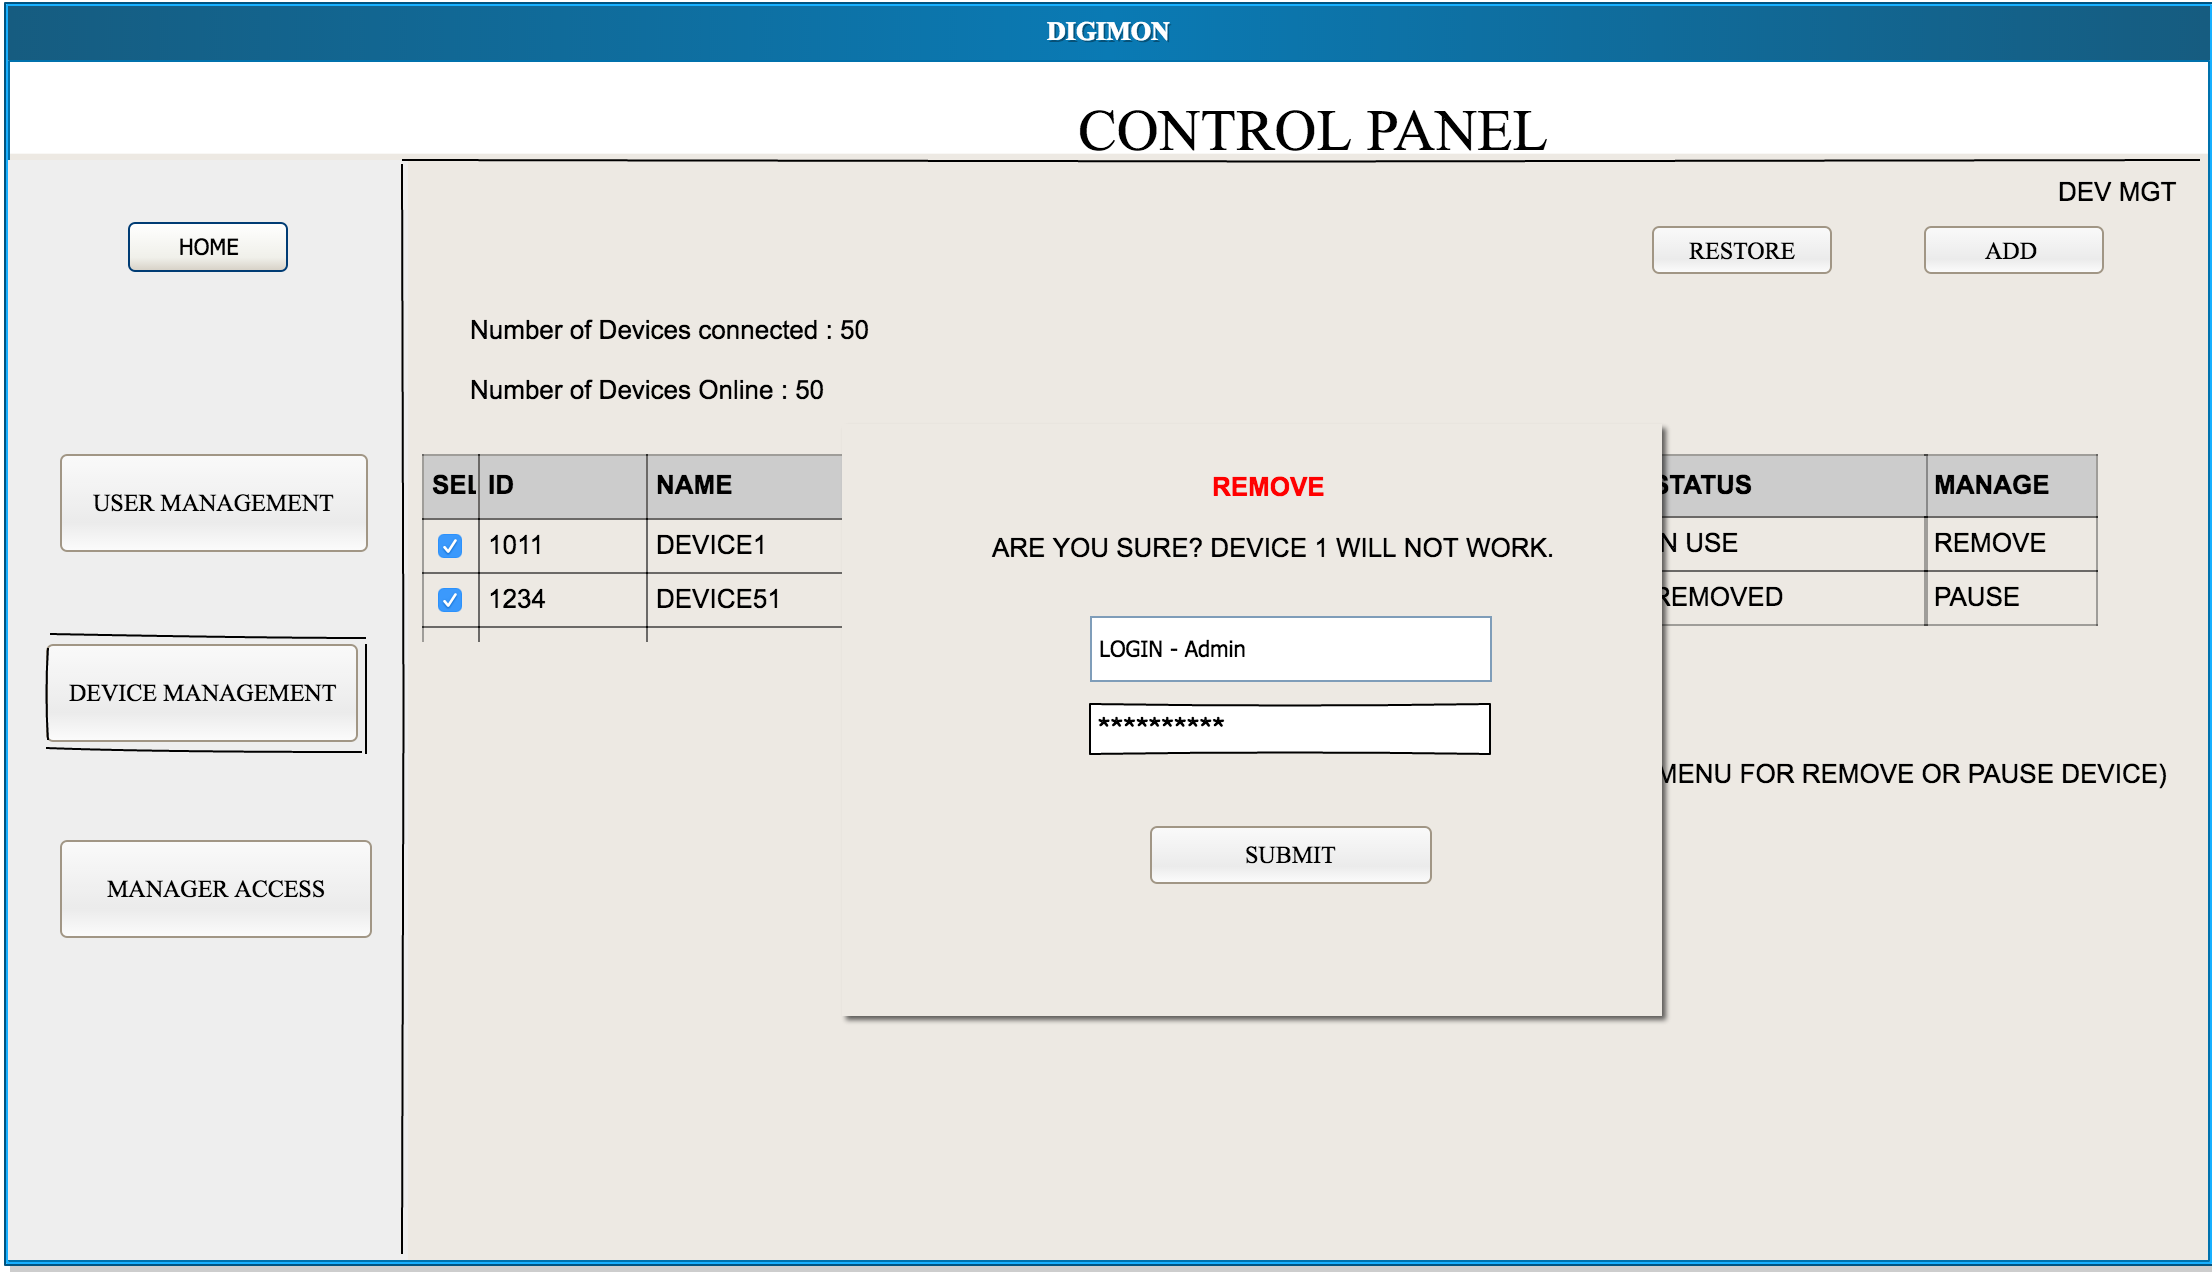 DIGIMON
CONTROL PANEL
DEV MGT
HOME
RESTORE
ADD
Number of Devices connected : 50
Number of Devices Online : 50
USER MANAGEMENT
DEVICE MANAGEMENT
MANAGER ACCESS
SEL ID NAME STATUS MANAGE
1011 DEVICE1 IN USE REMOVE
1234 DEVICE51 REMOVED PAUSE
MENU FOR REMOVE OR PAUSE DEVICE)
REMOVE
ARE YOU SURE? DEVICE 1 WILL NOT WORK.
LOGIN - Admin
**********
SUBMIT